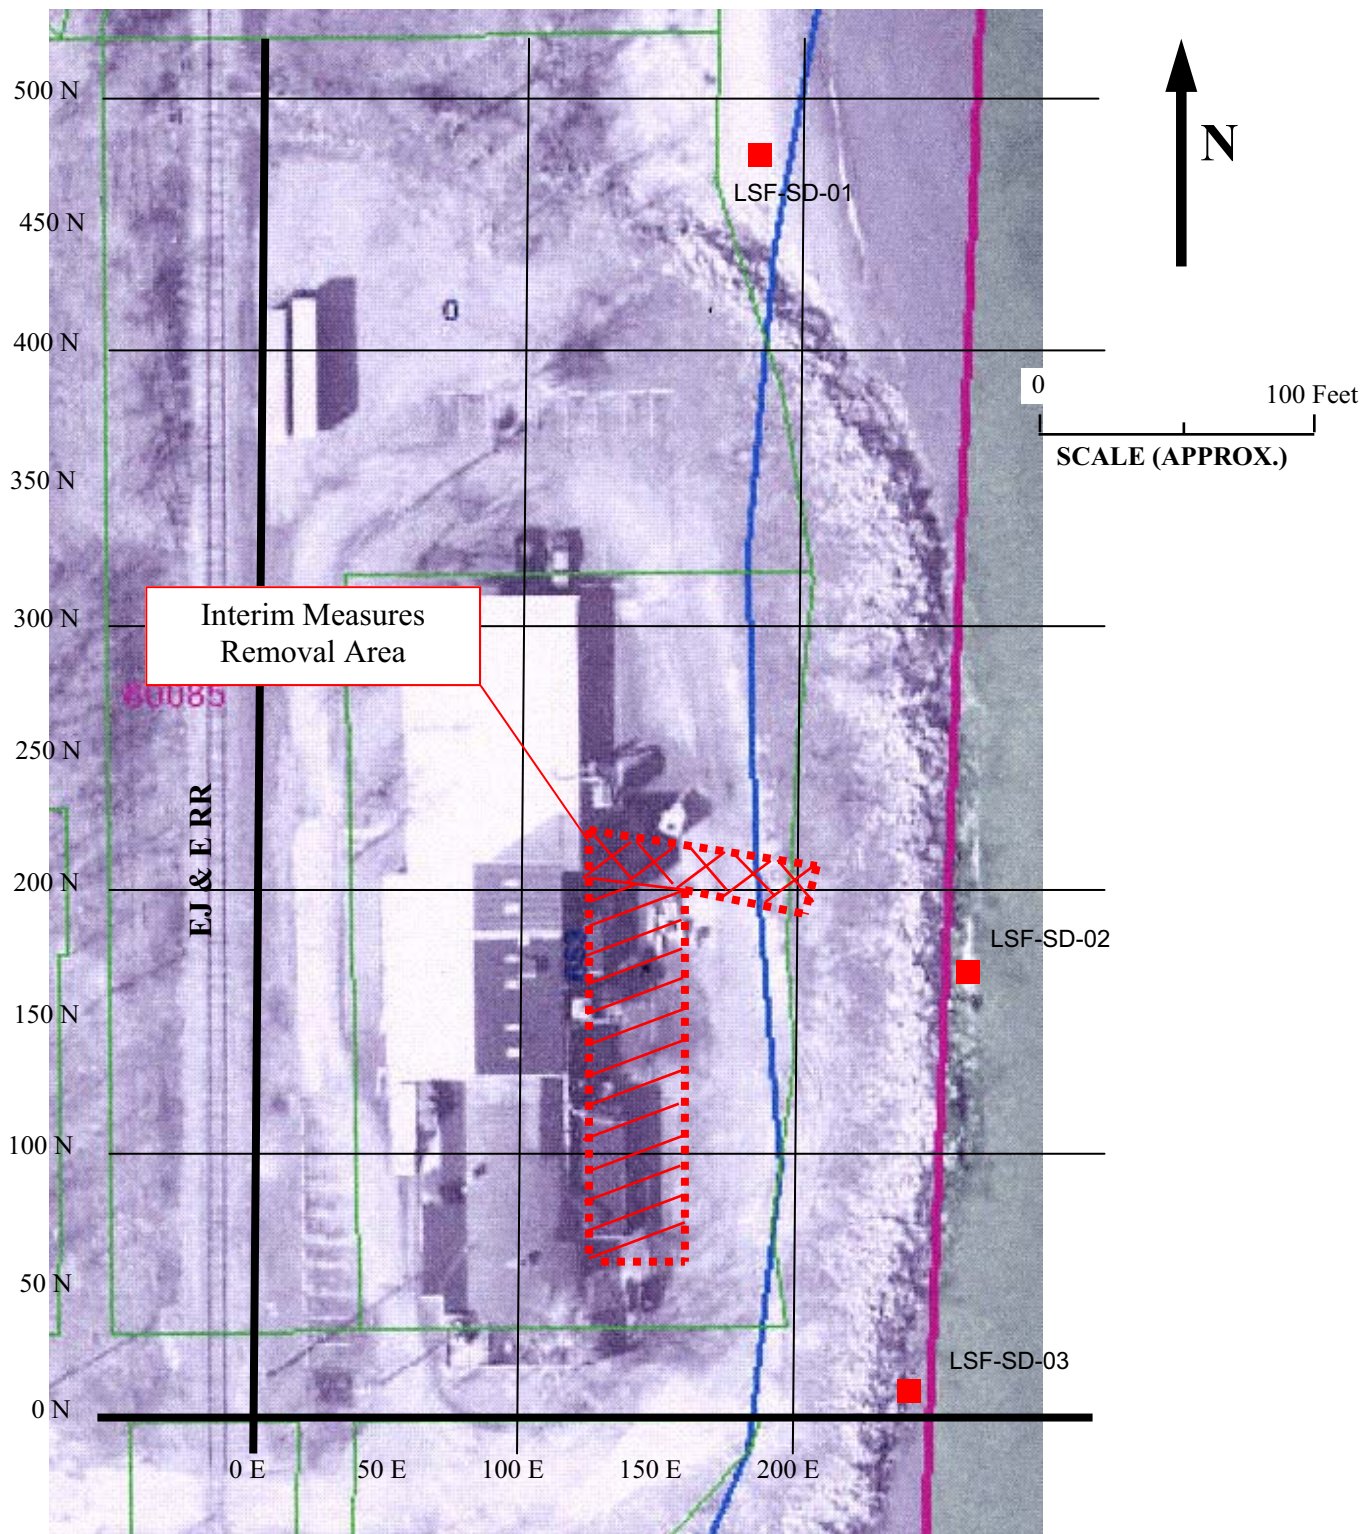 500 N
N
LSF-SD-01
450 N
400 N
0
100 Feet
SCALE (APPROX.)
350 N
Interim Measures
Removal Area
300 N
60085
250 N
EJ & E RR
200 N
LSF-SD-02
150 N
100 N
50 N
LSF-SD-03
0 N
0 E
50 E
100 E
150 E
200 E